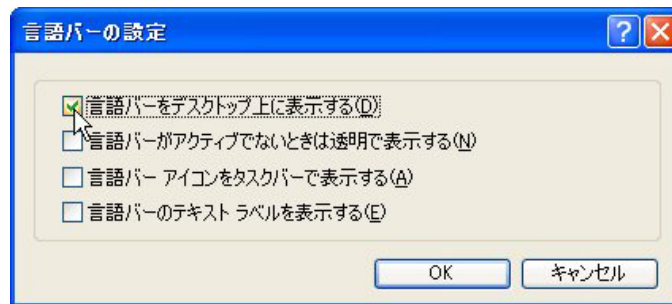 言語バーの設定
言語バーをデスクトップ上に表示する(D)
言語バーがアクティブでないときは透明で表示する(N)
言語バー アイコンをタスクバーで表示する(A)
言語バーのテキスト ラベルを表示する(E)
OK キャンセル